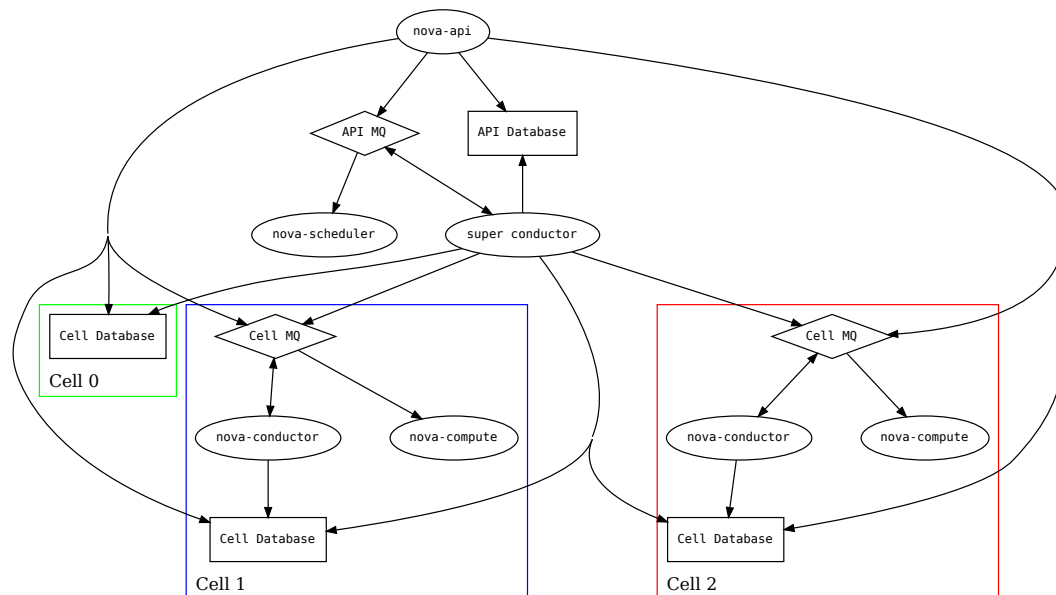 nova-api
API MQ
API Database
nova-scheduler
super conductor
Cell Database
Cell 0
Cell MQ
nova-conductor
nova-compute
Cell Database
Cell 1
Cell MQ
nova-conductor
nova-compute
Cell Database
Cell 2